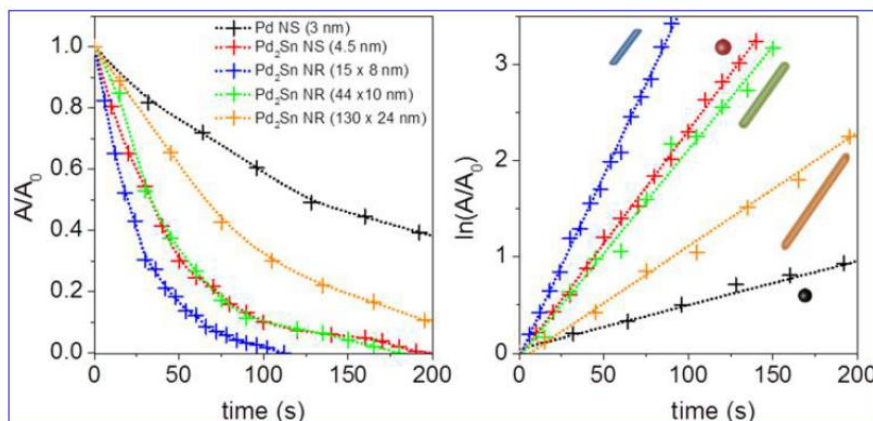 Pd NS (3 nm)
Pd₂Sn NS (4.5 nm)
Pd₂Sn NR (15 x 8 nm)
Pd₂Sn NR (44 x10 nm)
Pd₂Sn NR (130 x 24 nm)
A/A₀
1.0
0.8
0.6
0.4
0.2
0.0
0 50 100 150 200
time (s)
ln(A/A₀)
3
2
1
0
0 50 100 150 200
time (s)